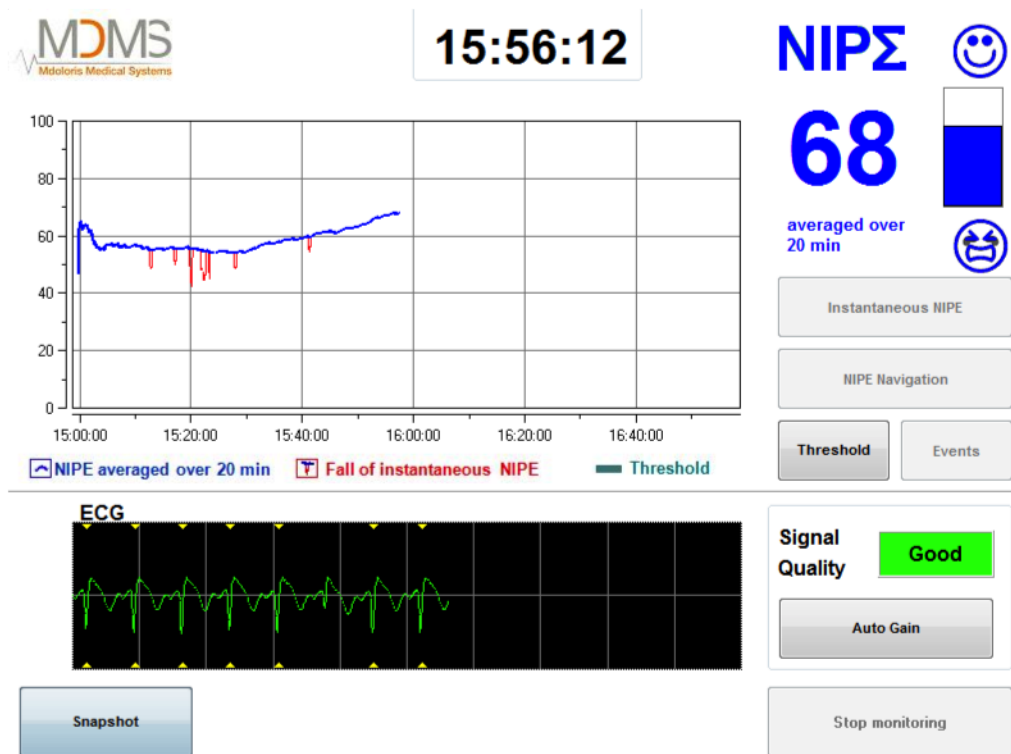 MDMS
Mdoloris Medical Systems
15:56:12
NIPΣ
68
averaged over
20 min
100
80
60
40
20
0
15:00:00 15:20:00 15:40:00 16:00:00 16:20:00 16:40:00
NIPE averaged over 20 min Fall of instantaneous NIPE Threshold
Instantaneous NIPE
NIPE Navigation
Threshold Events
ECG
Signal
Quality
Good
Auto Gain
Snapshot
Stop monitoring